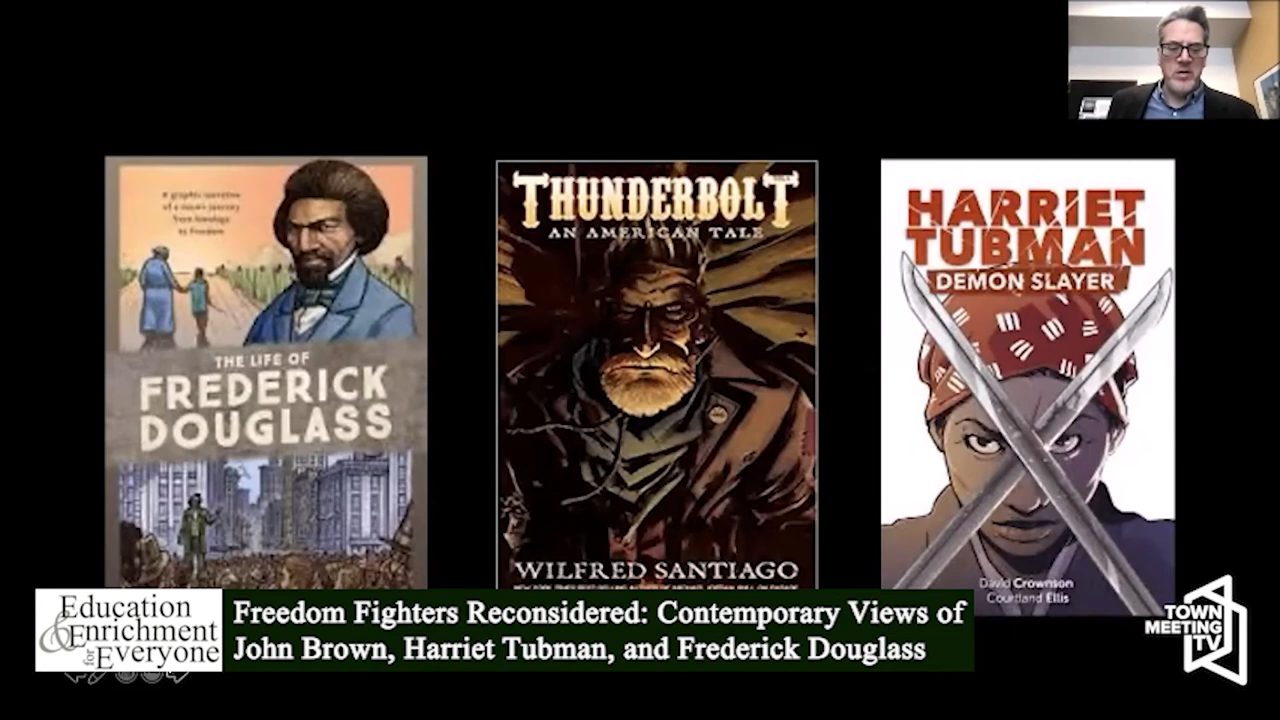 A graphic narrative
of a slave's journey
from bondage
to freedom
THE LIFE OF
FREDERICK
DOUGLASS
THUNDERBOLT
AN AMERICAN TALE
WILFRED SANTIAGO
HARRIET
TUBMAN
DEMON SLAYER
David Crownson
Courtland Ellis
Education
& Enrichment
for Everyone
Freedom Fighters Reconsidered: Contemporary Views of
John Brown, Harriet Tubman, and Frederick Douglass
TOWN
MEETING
TV